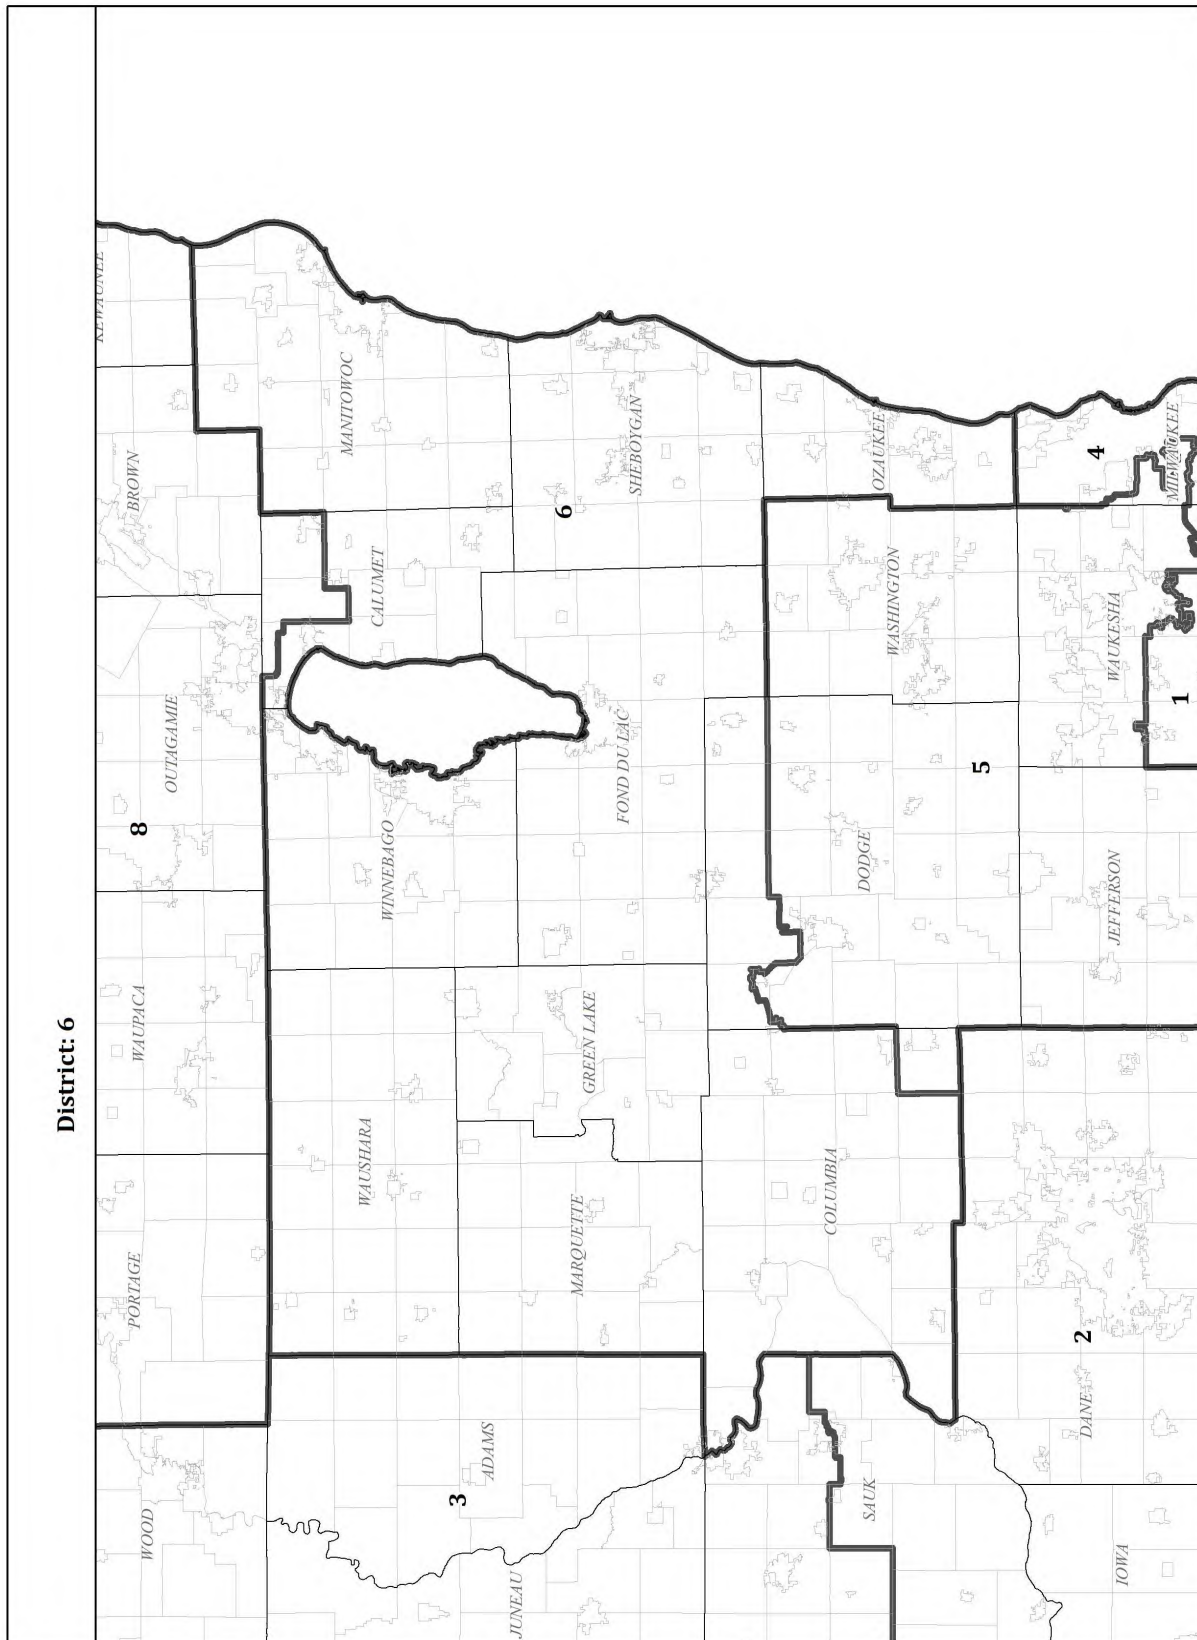 District: 6
KEWAUNEE
BROWN
OUTAGAMIE
8
WAUPACA
PORTAGE
WOOD
MANITOWOC
CALUMET
WINNEBAGO
WAUSHARA
ADAMS
3
JUNEAU
SHEBOYGAN
6
FOND DU LAC
GREEN LAKE
MARQUETTE
OZAUKEE
WASHINGTON
DODGE
COLUMBIA
SAUK
5
4
MILWAUKEE
WAUKESHA
1
JEFFERSON
2
DANE
IOWA